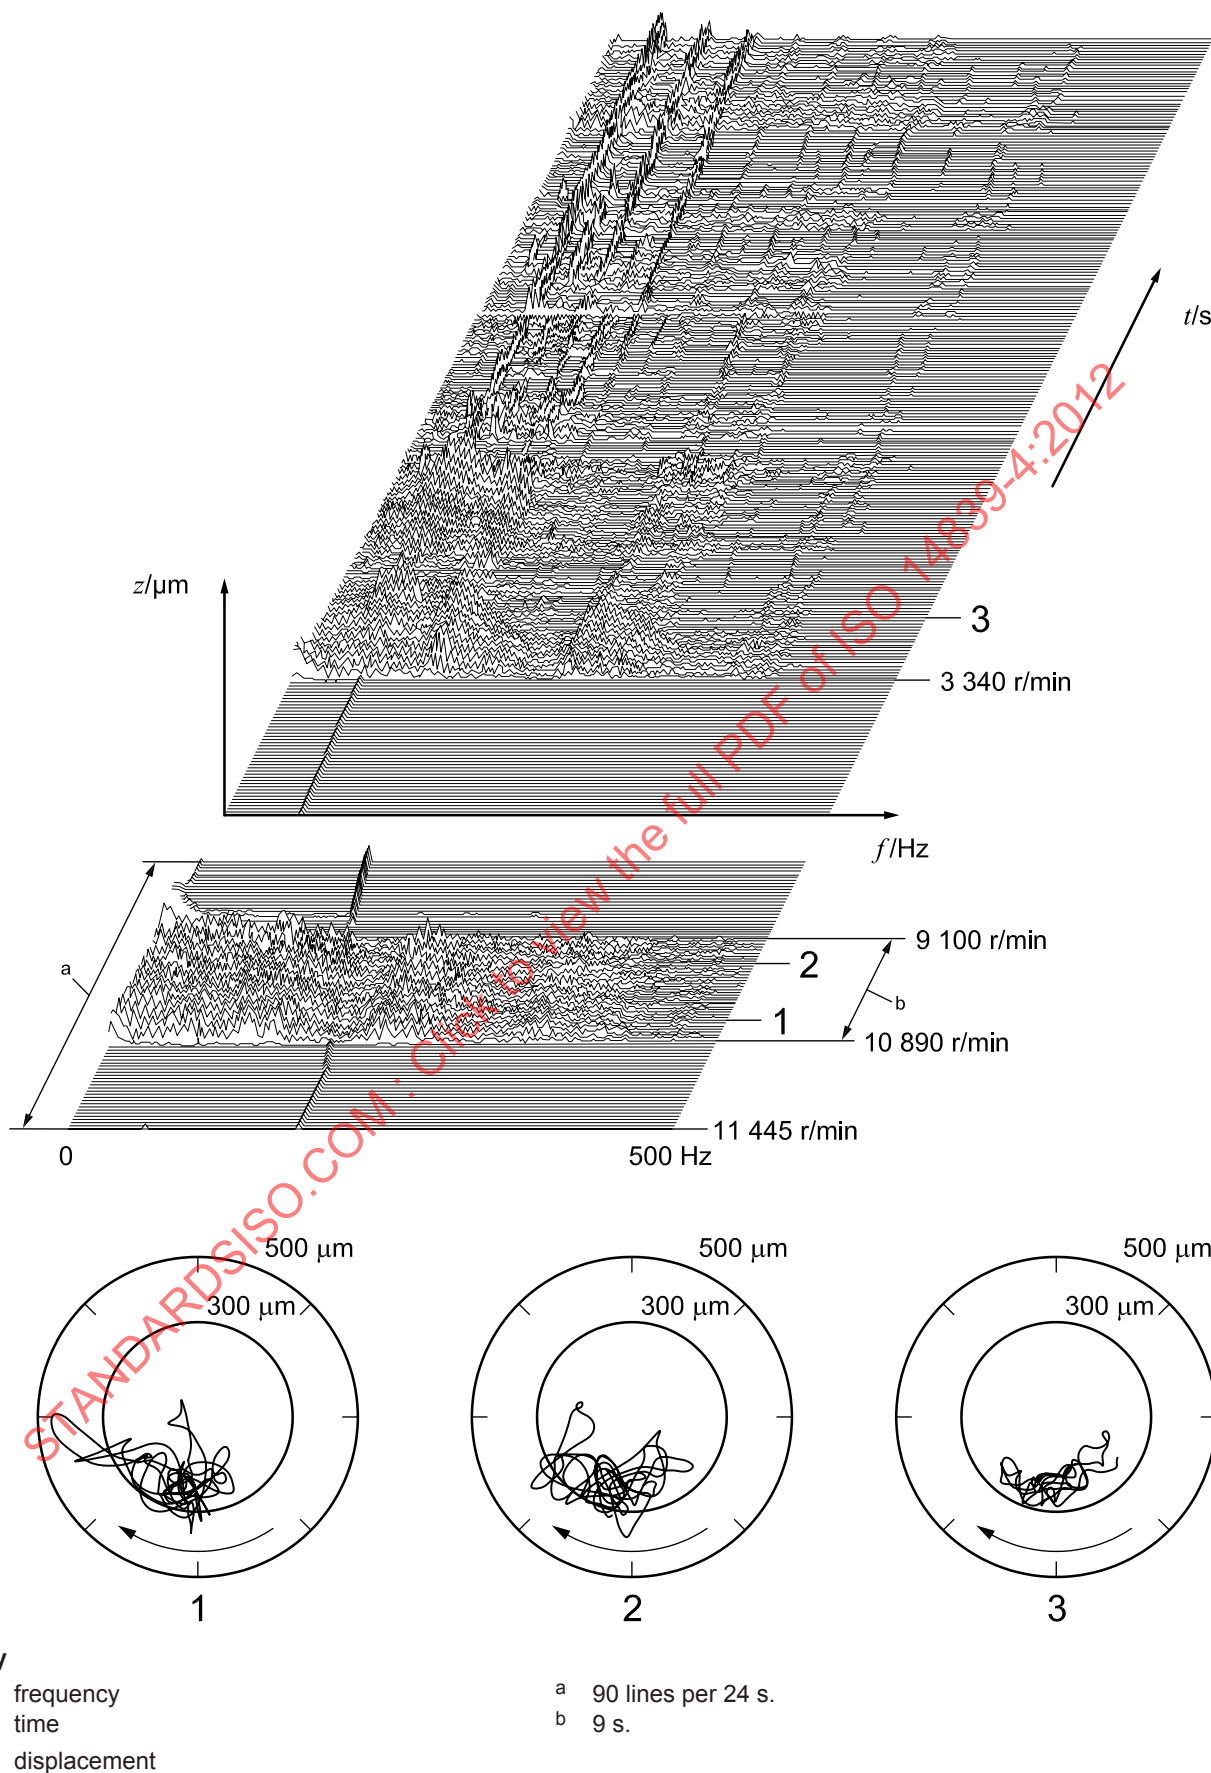 t/s
z/µm
3
3 340 r/min
f/Hz
9 100 r/min
2
a
b
1
10 890 r/min
11 445 r/min
0
500 Hz
500 µm
500 µm
500 µm
300 µm
300 µm
300 µm
1
2
3
y
frequency
time
displacement
a 90 lines per 24 s.
b 9 s.
STANDARDSISO.COM : Click to view the full PDF of ISO 14839-4:2012